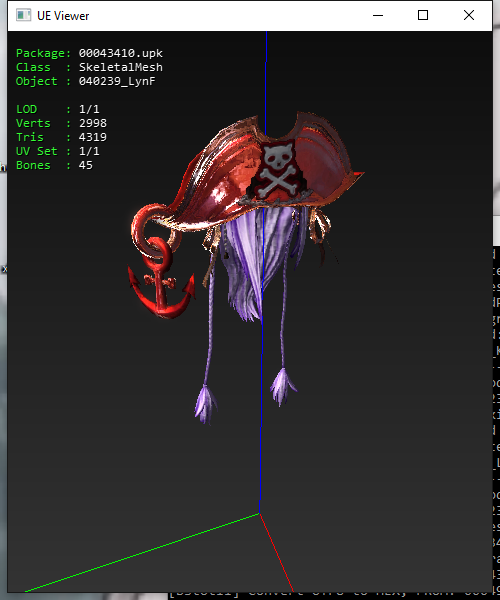 UE Viewer
Package: 00043410.upk
Class  : SkeletalMesh
Object : 040239_LynF
LOD    : 1/1
Verts  : 2998
Tris   : 4319
UV Set : 1/1
Bones  : 45